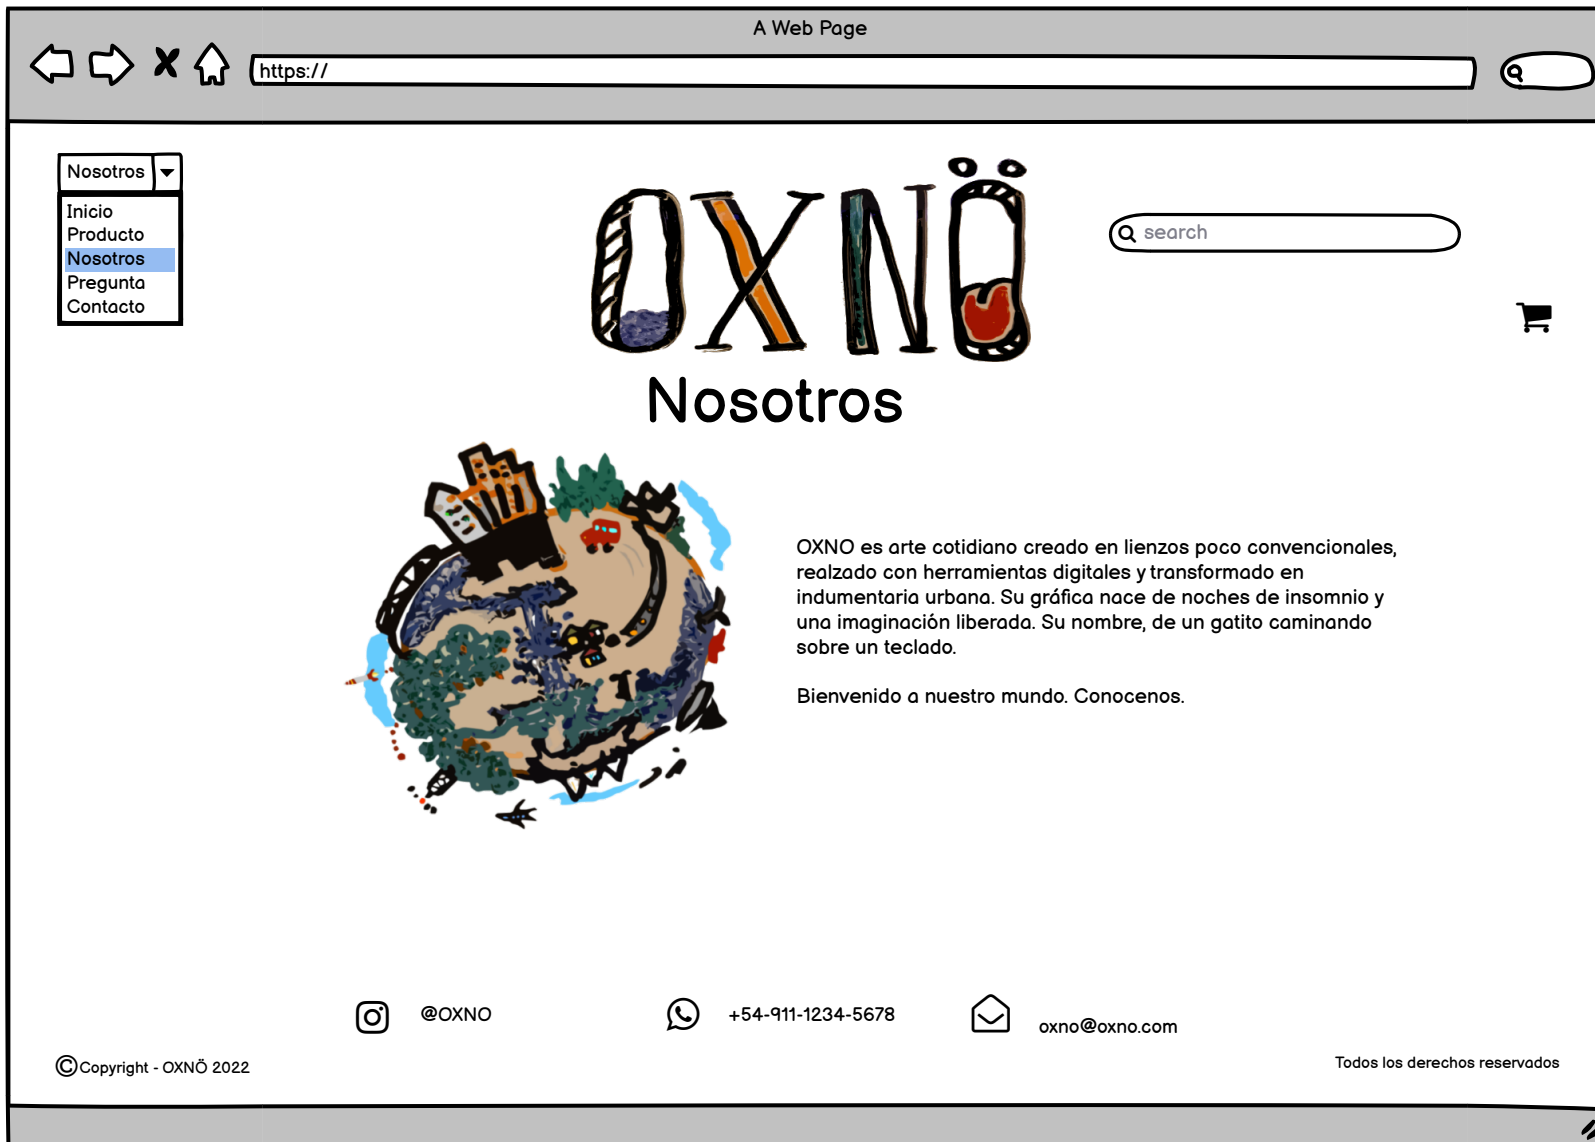 A Web Page
https://
Nosotros
Inicio
Producto
Nosotros
Pregunta
Contacto
OXNÖ
search
Nosotros
OXNO es arte cotidiano creado en lienzos poco convencionales,
realzado con herramientas digitales y transformado en
indumentaria urbana. Su gráfica nace de noches de insomnio y
una imaginación liberada. Su nombre, de un gatito caminando
sobre un teclado.
Bienvenido a nuestro mundo. Conocenos.
@OXNO
+54-911-1234-5678
oxno@oxno.com
©Copyright - OXNÖ 2022
Todos los derechos reservados